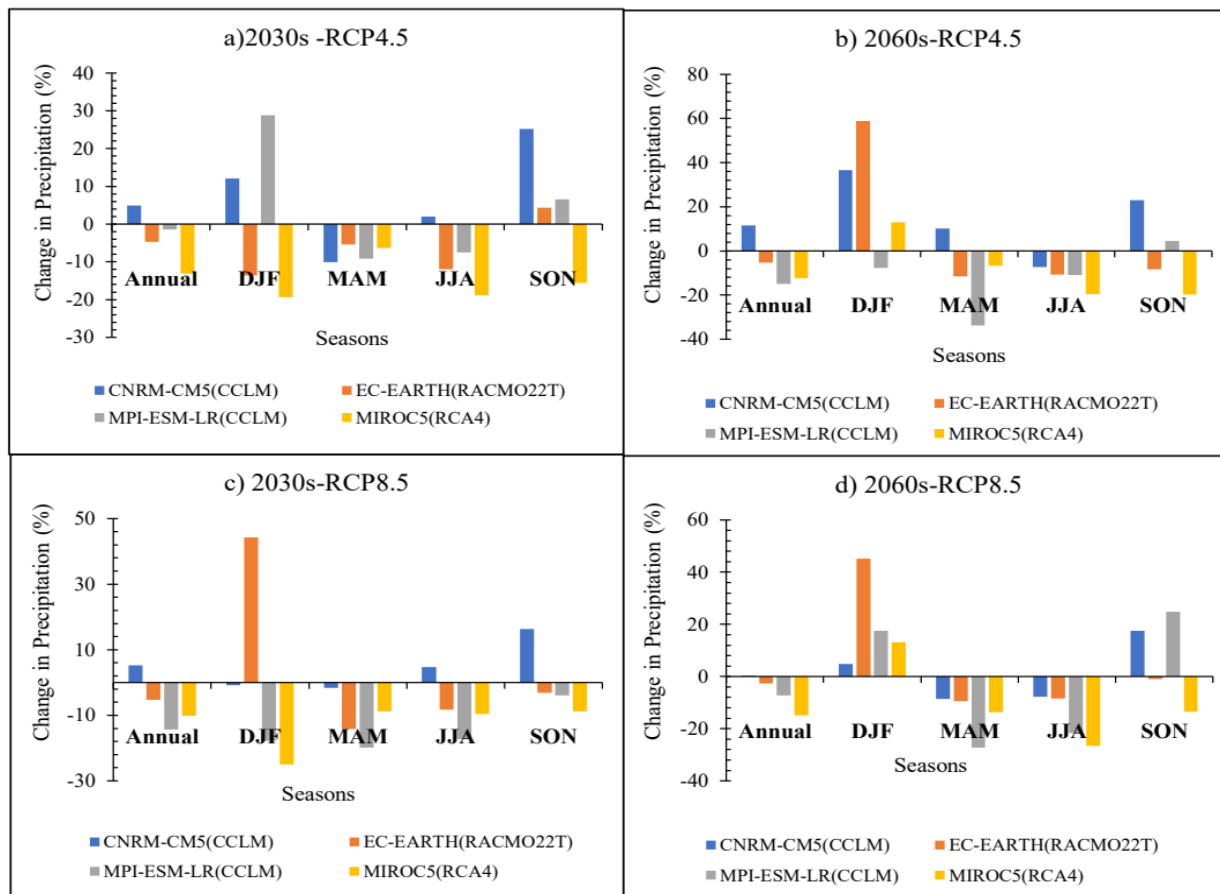 a)2030s -RCP4.5
Change in Precipitation (%)
40
30
20
10
0
-10
-20
-30
Annual DJF MAM JJA SON
Seasons
CNRM-CM5(CCLM) EC-EARTH(RACMO22T)
MPI-ESM-LR(CCLM) MIROC5(RCA4)
b) 2060s-RCP4.5
Change in Precipitation (%)
80
60
40
20
0
-20
-40
Annual DJF MAM JJA SON
Seasons
CNRM-CM5(CCLM) EC-EARTH(RACMO22T)
MPI-ESM-LR(CCLM) MIROC5(RCA4)
c) 2030s-RCP8.5
Change in Precipitation (%)
50
30
10
-10
-30
Annual DJF MAM JJA SON
Seasons
CNRM-CM5(CCLM) EC-EARTH(RACMO22T)
MPI-ESM-LR(CCLM) MIROC5(RCA4)
d) 2060s-RCP8.5
Change in Precipitation (%)
60
40
20
0
-20
-40
Annual DJF MAM JJA SON
Seasons
CNRM-CM5(CCLM) EC-EARTH(RACMO22T)
MPI-ESM-LR(CCLM) MIROC5(RCA4)